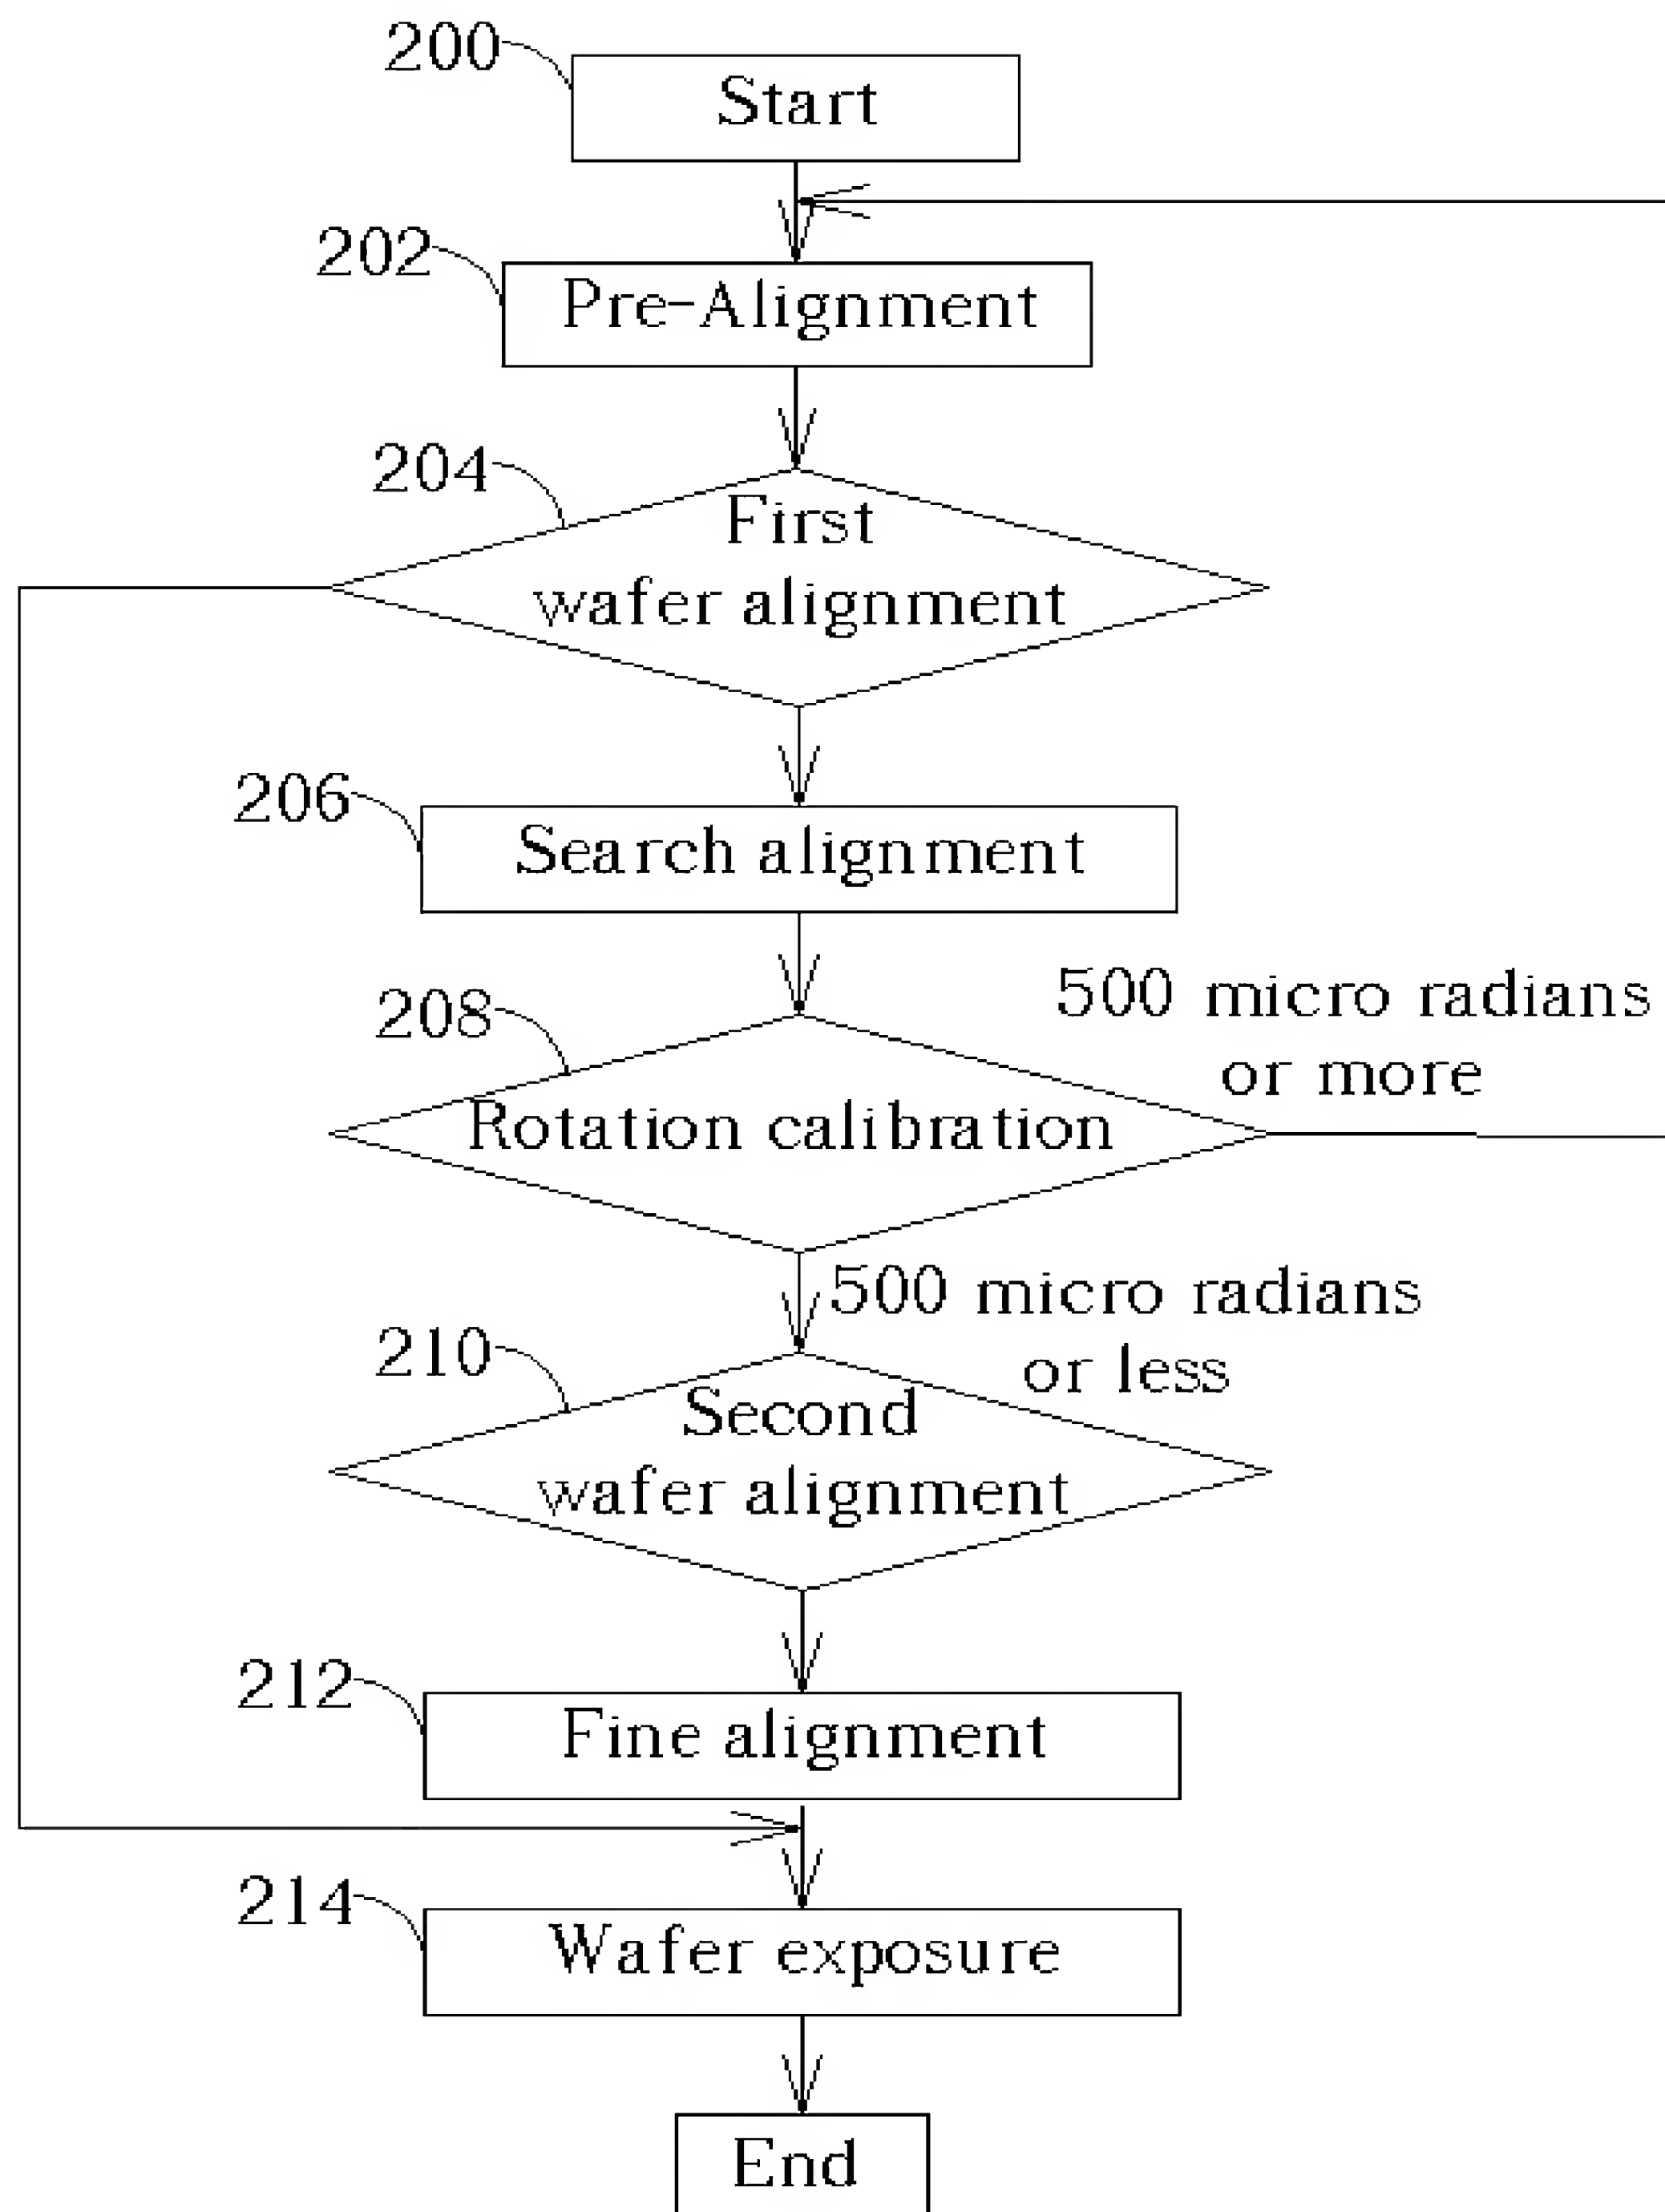 200
Start
202
Pre-Alignment
204
First
wafer alignment
206
Search alignment
500 micro radians
or more
208
Rotation calibration
500 micro radians
or less
210
Second
wafer alignment
212
Fine alignment
214
Wafer exposure
End